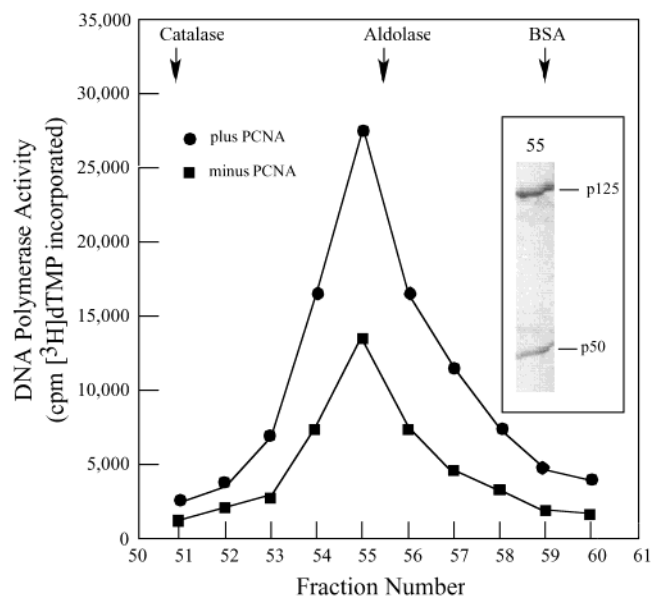 35,000
30,000
25,000
20,000
15,000
10,000
5,000
0
DNA Polymerase Activity
(cpm [³H]dTMP incorporated)
Catalase
Aldolase
BSA
plus PCNA
minus PCNA
55
p125
p50
50
51
52
53
54
55
56
57
58
59
60
61
Fraction Number